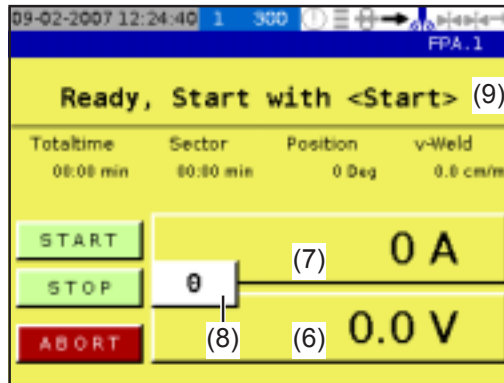 09-02-2007 12:24:40 1 300
FPA.1
Ready, Start with <Start> (9)
Totaltime Sector Position v-Weld
00:00 min 00:00 min 0 Deg 0.0 cm/m
START
(7) 0 A
STOP
0
(8)
(6) 0.0 V
ABORT